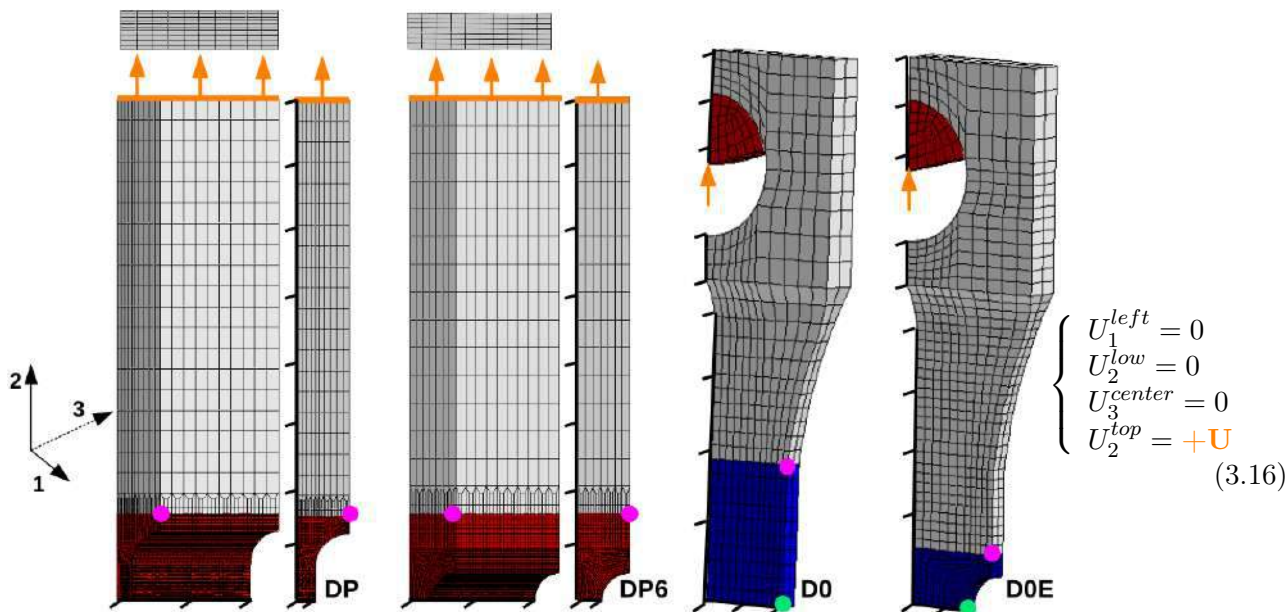 2
3
1
DP
DP6
D0
D0E
U_1^{left} = 0
U_2^{low} = 0
U_3^{center} = 0
U_2^{top} = +U
(3.16)